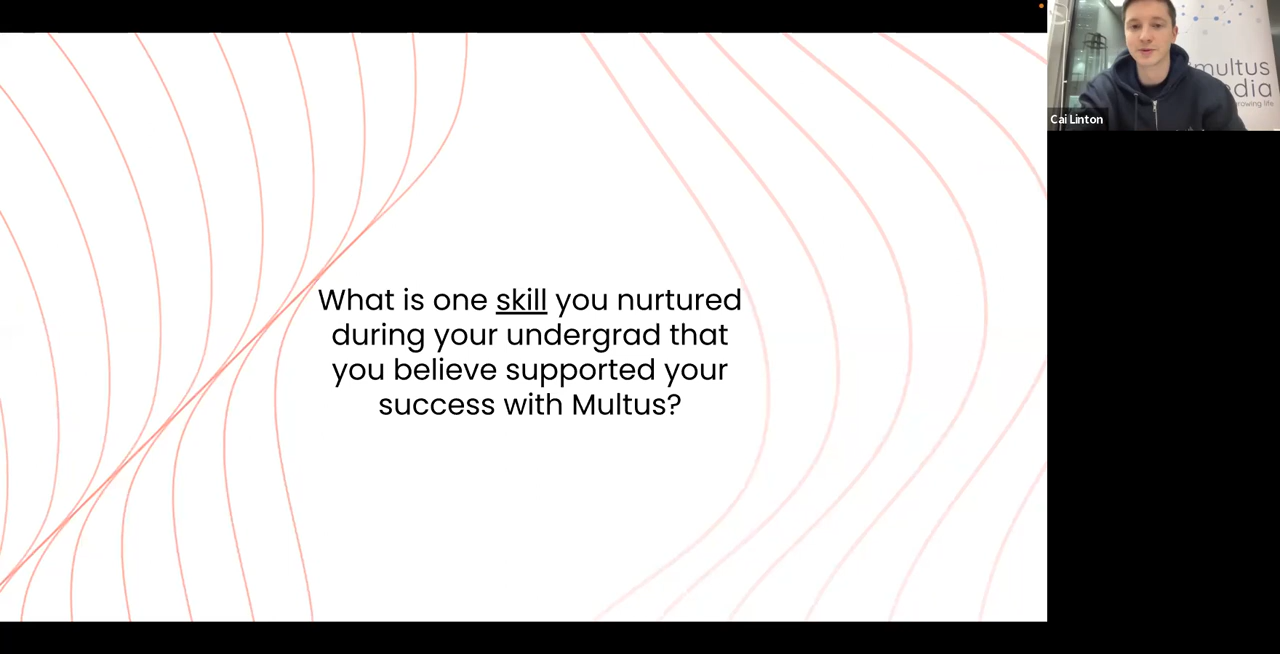 What is one skill you nurtured
during your undergrad that
you believe supported your
success with Multus?
multus
dia
growing life
Cai Linton